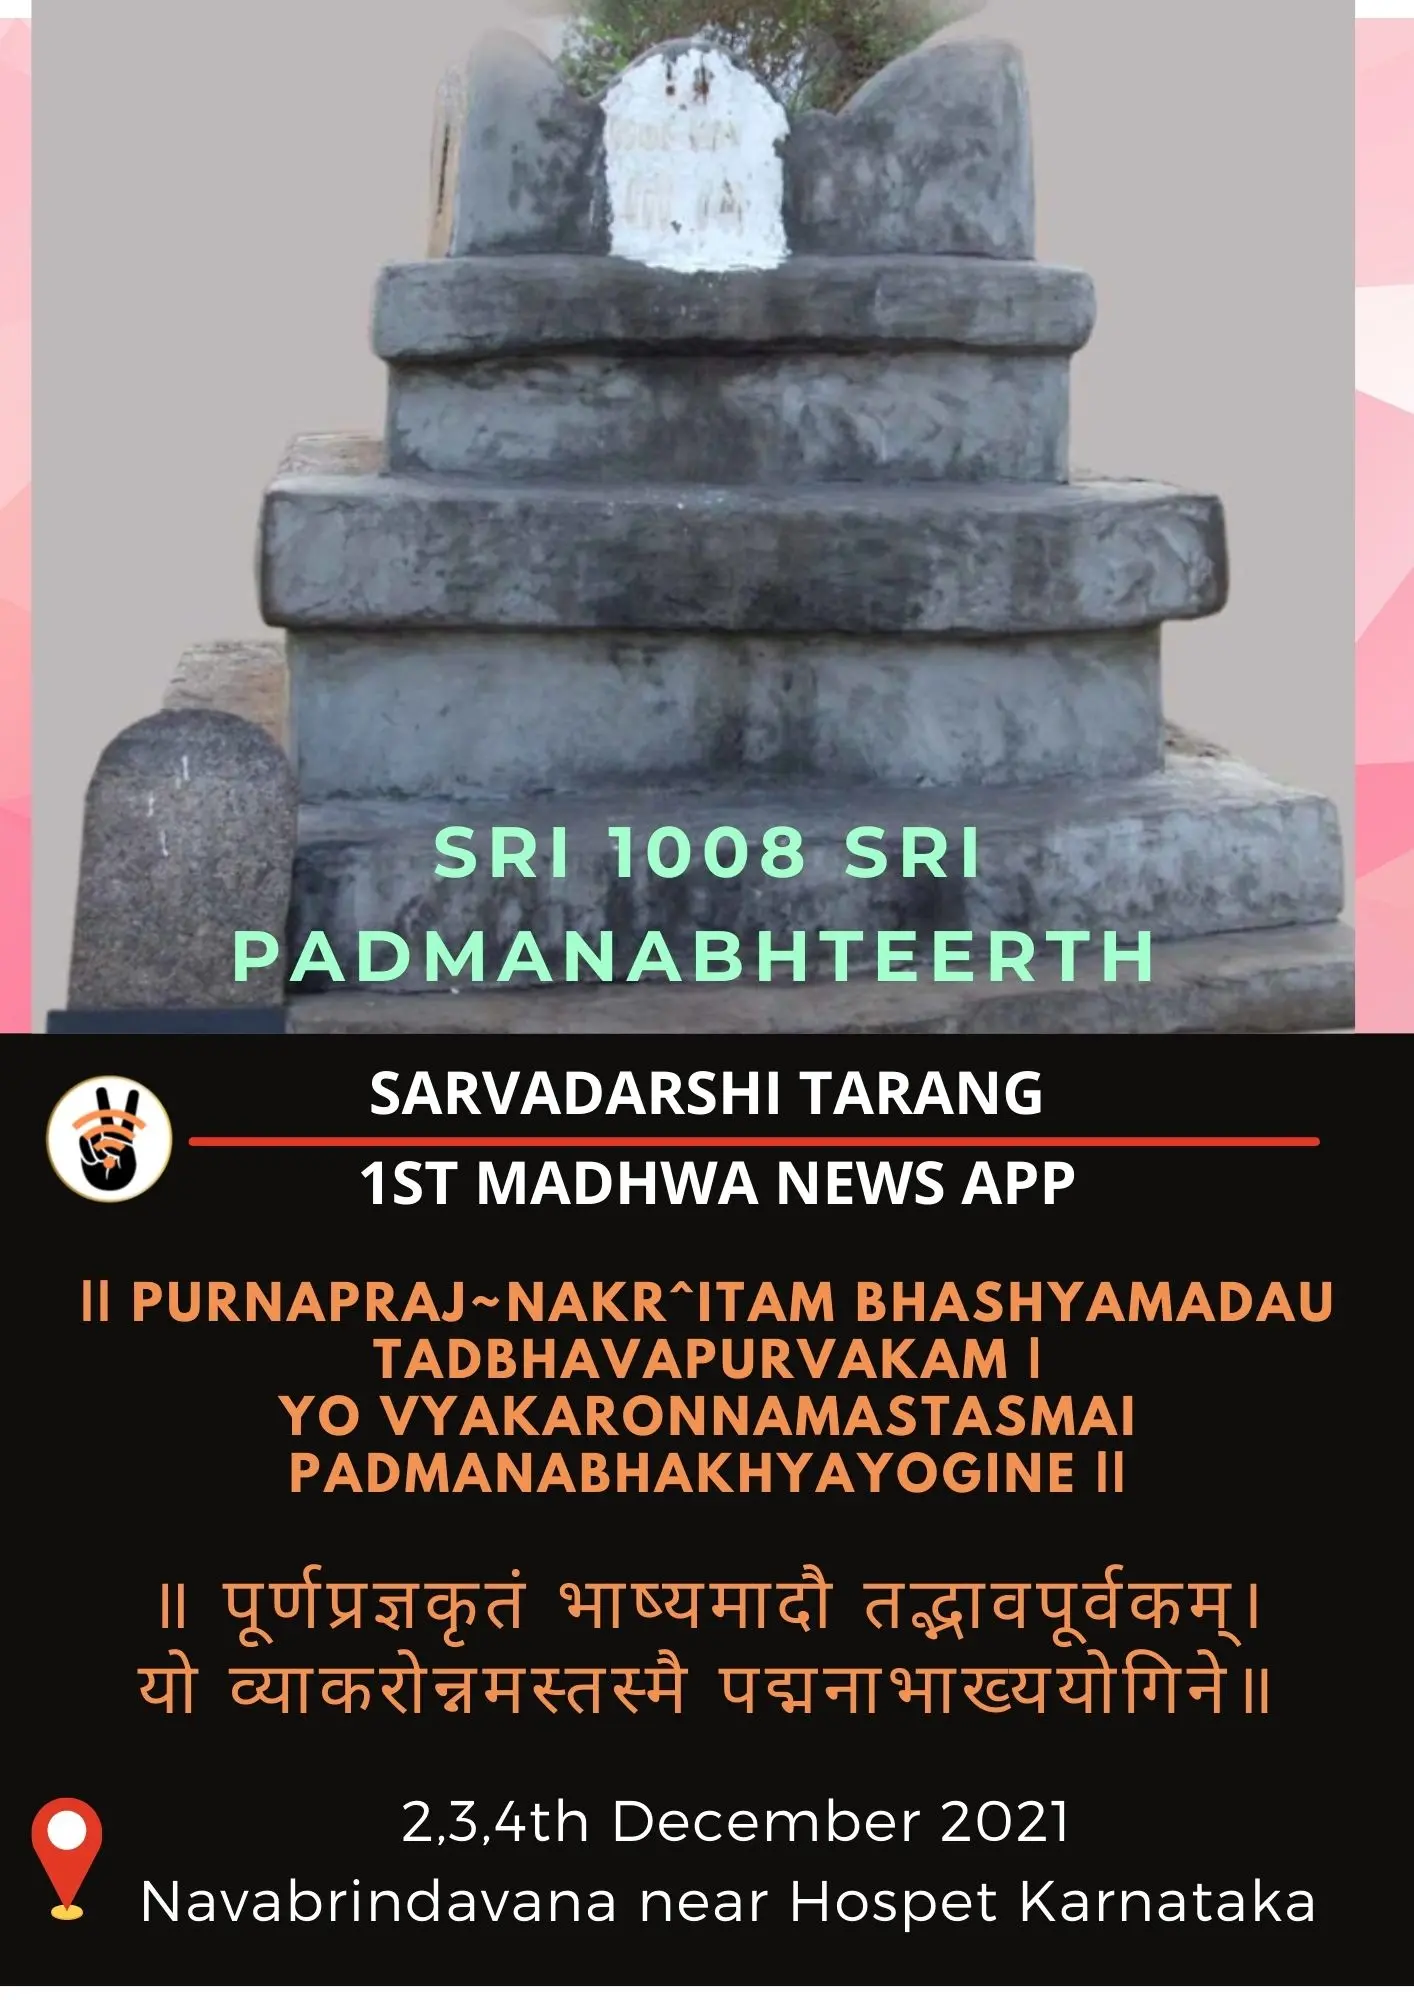 SRI 1008 SRI
PADMANABHTEERTH
SARVADARSHI TARANG
1ST MADHWA NEWS APP
|| PURNAPRAJ~NAKR^ITAM BHASHYAMADAU
TADBHAVAPURVAKAM |
YO VYAKARONNAMASTASMAI
PADMANABHAKHYAYOGINE ||
॥ पूर्णप्रज्ञकृतं भाष्यमादौ तद्भावपूर्वकम्।
यो व्याकरोन्नमस्तस्मै पद्मनाभाख्ययोगिने॥
2,3,4th December 2021
Navabrindavana near Hospet Karnataka